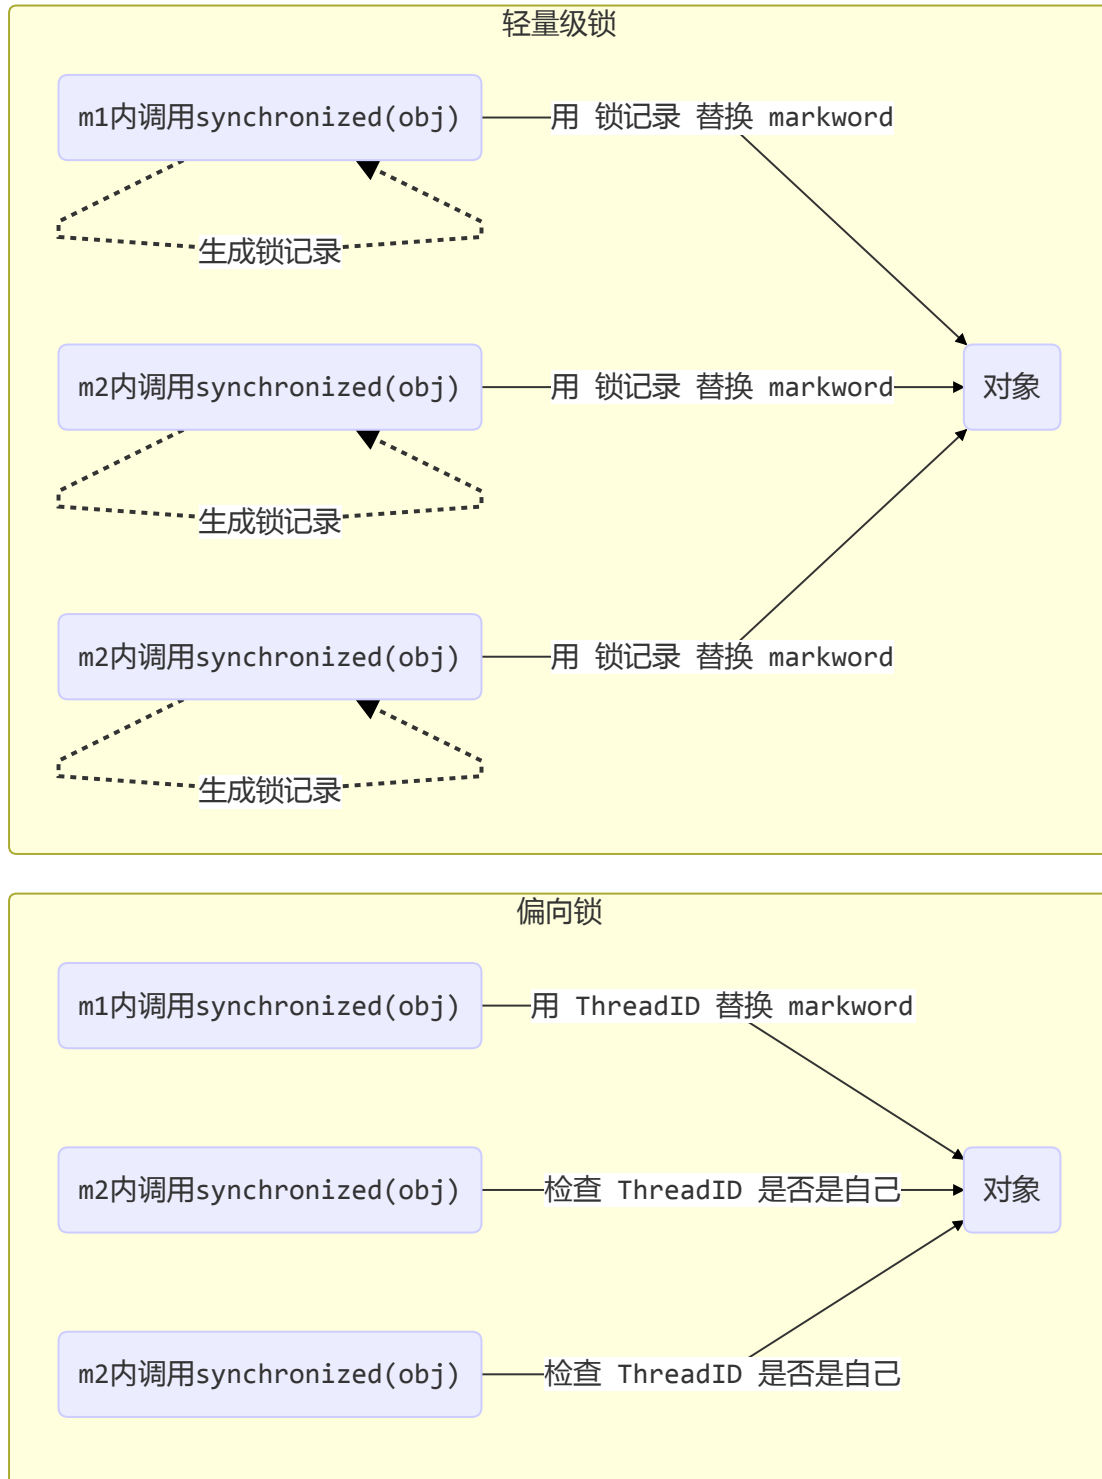 轻量级锁
m1内调用synchronized(obj)
用 锁记录 替换 markword
生成锁记录
m2内调用synchronized(obj)
用 锁记录 替换 markword
对象
生成锁记录
m2内调用synchronized(obj)
用 锁记录 替换 markword
生成锁记录
偏向锁
m1内调用synchronized(obj)
用 ThreadID 替换 markword
m2内调用synchronized(obj)
检查 ThreadID 是否是自己
对象
m2内调用synchronized(obj)
检查 ThreadID 是否是自己